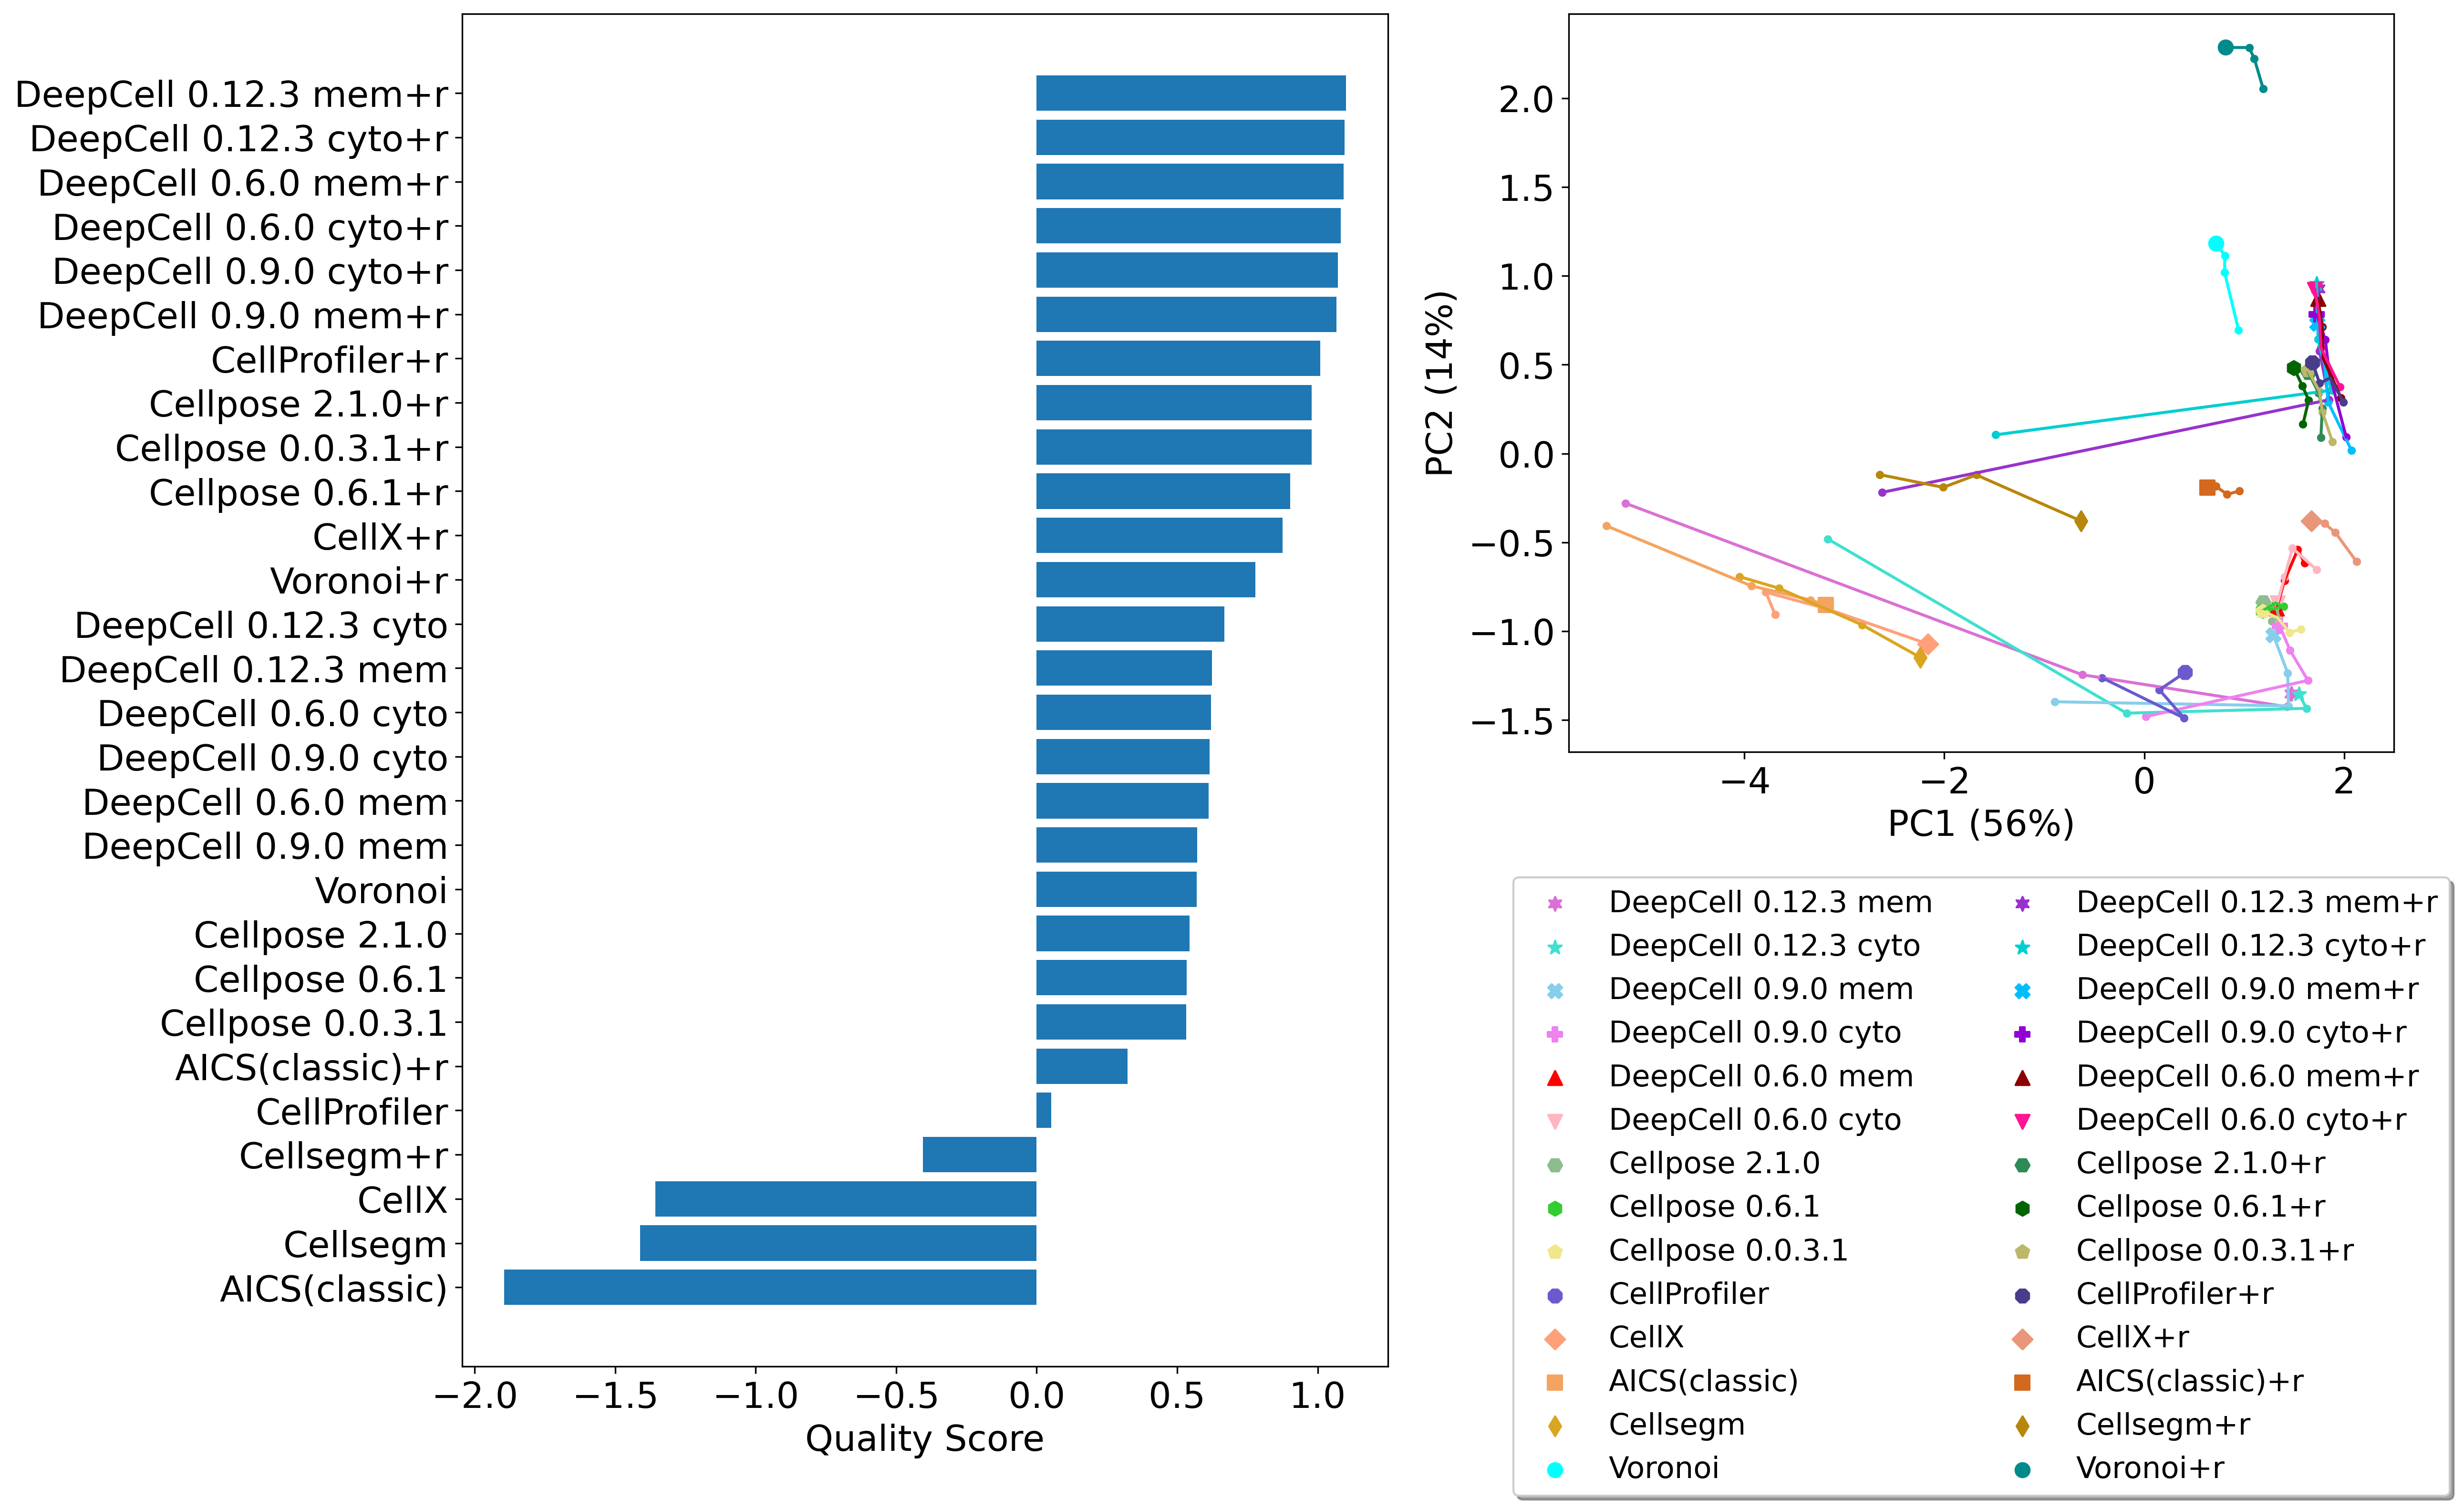 DeepCell 0.12.3 mem+r
DeepCell 0.12.3 cyto+r
DeepCell 0.6.0 mem+r
DeepCell 0.6.0 cyto+r
DeepCell 0.9.0 cyto+r
DeepCell 0.9.0 mem+r
CellProfiler+r
Cellpose 2.1.0+r
Cellpose 0.0.3.1+r
Cellpose 0.6.1+r
CellX+r
Voronoi+r
DeepCell 0.12.3 cyto
DeepCell 0.12.3 mem
DeepCell 0.6.0 cyto
DeepCell 0.9.0 cyto
DeepCell 0.6.0 mem
DeepCell 0.9.0 mem
Voronoi
Cellpose 2.1.0
Cellpose 0.6.1
Cellpose 0.0.3.1
AICS(classic)+r
CellProfiler
Cellsegm+r
CellX
Cellsegm
AICS(classic)
−2.0 −1.5 −1.0 −0.5 0.0 0.5 1.0
Quality Score
PC2 (14%)
2.0
1.5
1.0
0.5
0.0
−0.5
−1.0
−1.5
−4 −2 0 2
PC1 (56%)
DeepCell 0.12.3 mem
DeepCell 0.12.3 cyto
DeepCell 0.9.0 mem
DeepCell 0.9.0 cyto
DeepCell 0.6.0 mem
DeepCell 0.6.0 cyto
Cellpose 2.1.0
Cellpose 0.6.1
Cellpose 0.0.3.1
CellProfiler
CellX
AICS(classic)
Cellsegm
Voronoi
DeepCell 0.12.3 mem+r
DeepCell 0.12.3 cyto+r
DeepCell 0.9.0 mem+r
DeepCell 0.9.0 cyto+r
DeepCell 0.6.0 mem+r
DeepCell 0.6.0 cyto+r
Cellpose 2.1.0+r
Cellpose 0.6.1+r
Cellpose 0.0.3.1+r
CellProfiler+r
CellX+r
AICS(classic)+r
Cellsegm+r
Voronoi+r